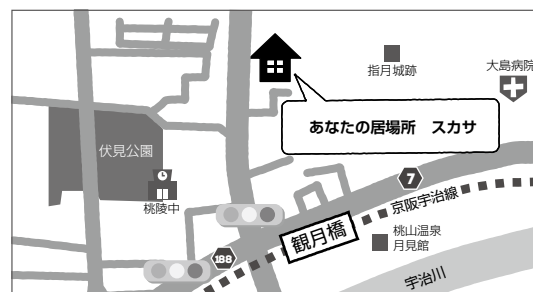 指月城跡
大島病院
あなたの居場所　スカサ
伏見公園
桃陵中
7
京阪宇治線
観月橋
桃山温泉
月見館
188
宇治川